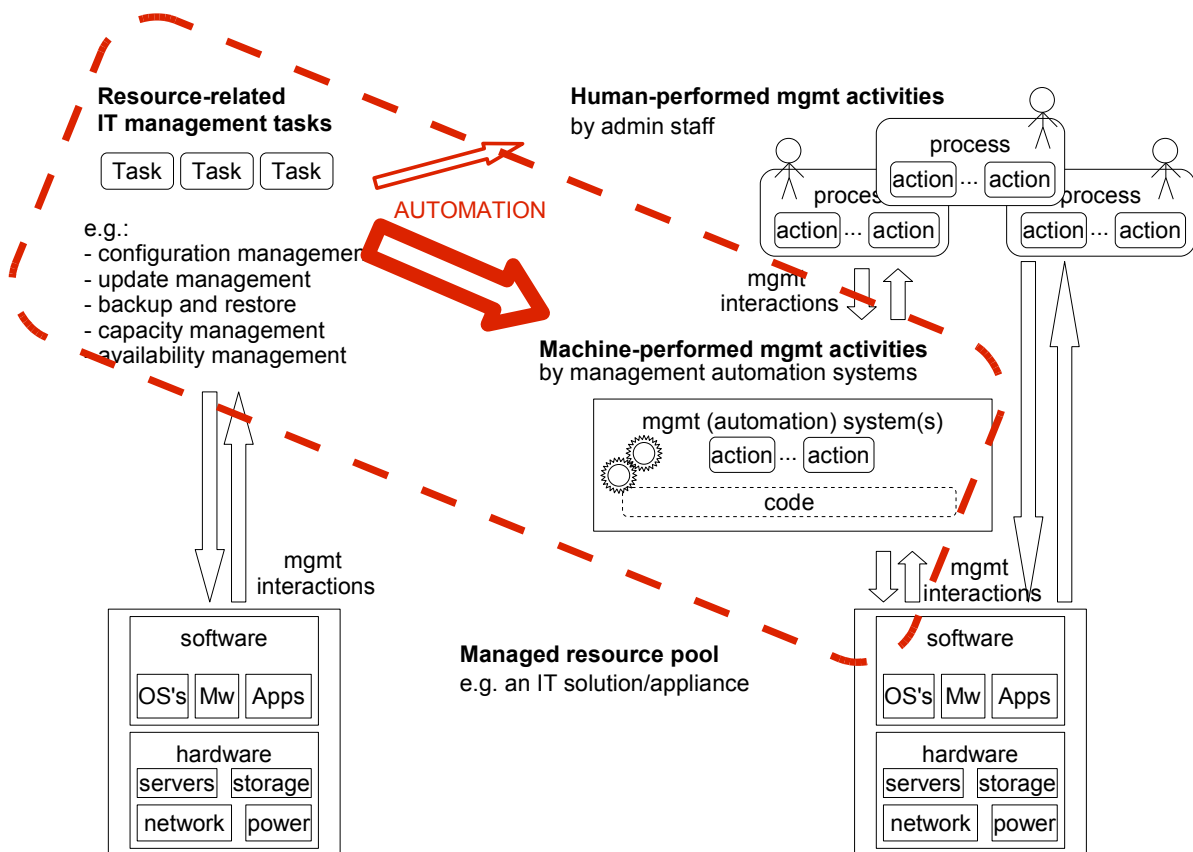 Resource-related
IT management tasks
Task Task Task
e.g.:
- configuration managemen
- update management
- backup and restore
- capacity management
- availability management
AUTOMATION
Human-performed mgmt activities
by admin staff
process
action ... action
process
action ... action
process
action ... action
mgmt
interactions
Machine-performed mgmt activities
by management automation systems
mgmt (automation) system(s)
action ... action
code
mgmt
interactions
mgmt
interactions
Managed resource pool
e.g. an IT solution/appliance
software
OS's Mw Apps
hardware
servers storage
network power
software
OS's Mw Apps
hardware
servers storage
network power